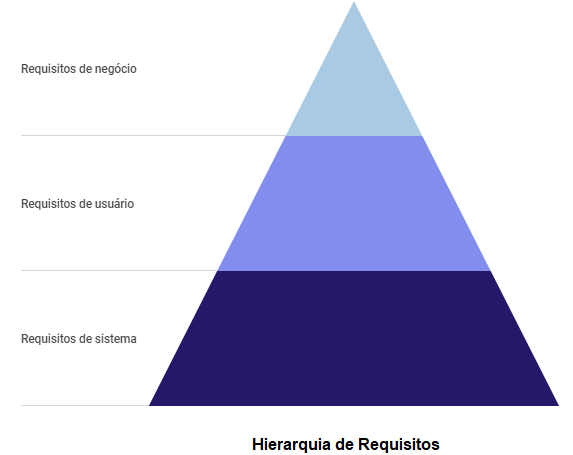 Requisitos de negócio
Requisitos de usuário
Requisitos de sistema
Hierarquia de Requisitos